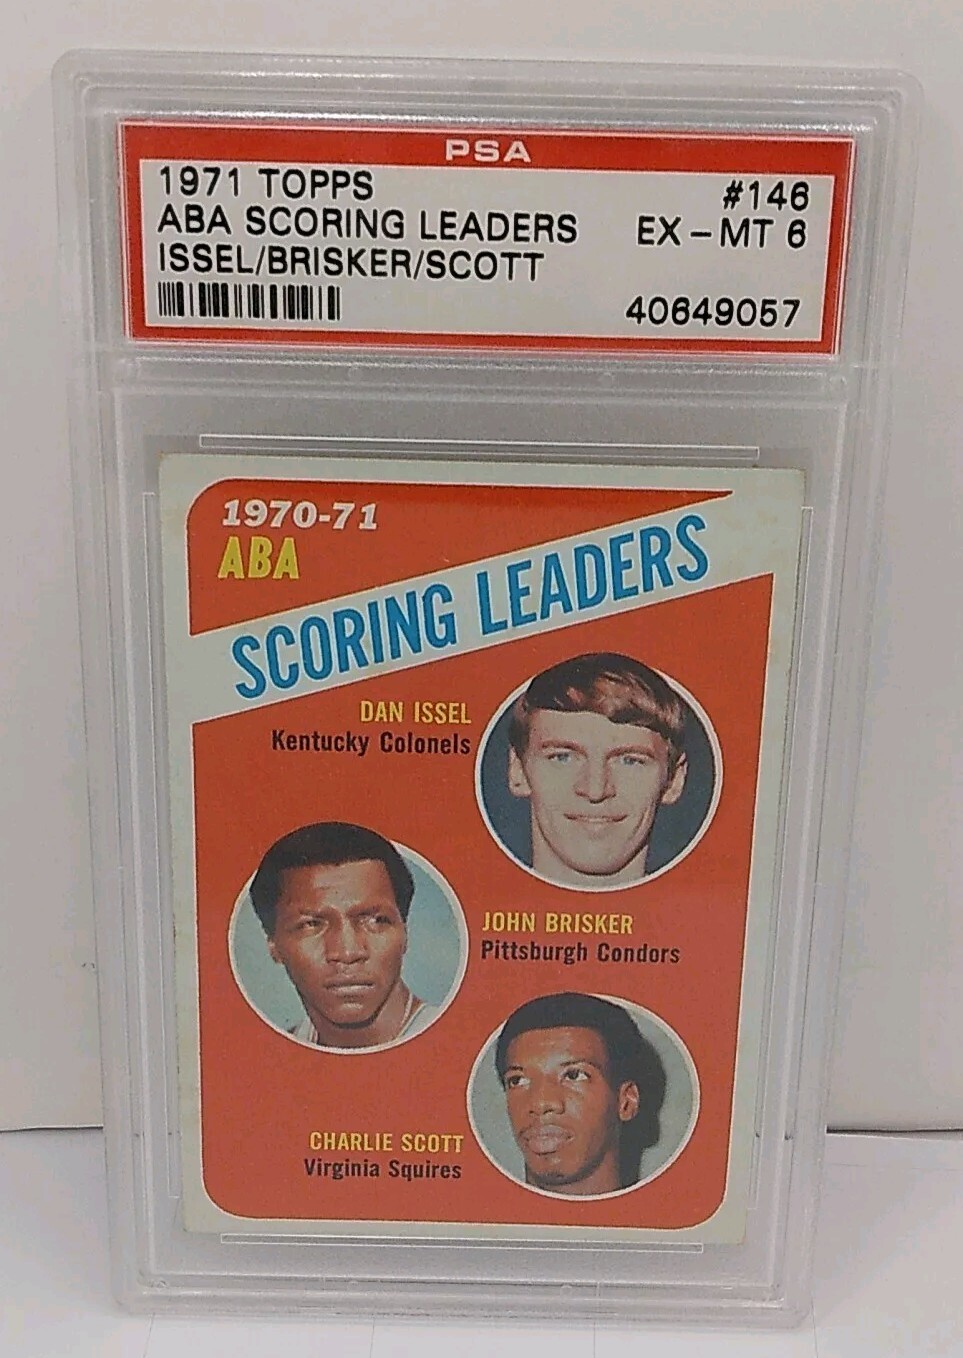 PSA
1971 TOPPS #146
ABA SCORING LEADERS EX-MT 6
ISSEL/BRISKER/SCOTT
40649057
1970-71
ABA
SCORING LEADERS
DAN ISSEL
Kentucky Colonels
JOHN BRISKER
Pittsburgh Condors
CHARLIE SCOTT
Virginia Squires